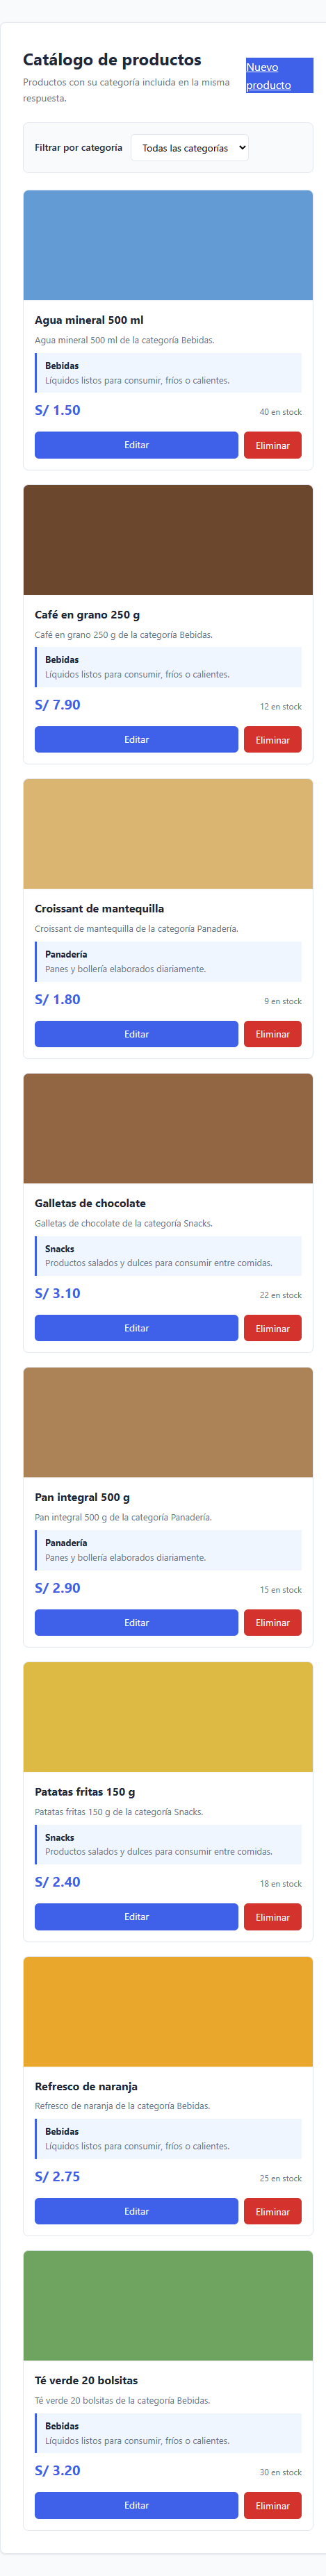 Catálogo de productos
Productos con su categoría incluida en la misma
respuesta.
Nuevo
producto
Filtrar por categoría
Todas las categorías
Agua mineral 500 ml
Agua mineral 500 ml de la categoría Bebidas.
Bebidas
Líquidos listos para consumir, fríos o calientes.
S/ 1.50
40 en stock
Editar
Eliminar
Café en grano 250 g
Café en grano 250 g de la categoría Bebidas.
Bebidas
Líquidos listos para consumir, fríos o calientes.
S/ 7.90
12 en stock
Editar
Eliminar
Croissant de mantequilla
Croissant de mantequilla de la categoría Panadería.
Panadería
Panes y bollería elaborados diariamente.
S/ 1.80
9 en stock
Editar
Eliminar
Galletas de chocolate
Galletas de chocolate de la categoría Snacks.
Snacks
Productos salados y dulces para consumir entre comidas.
S/ 3.10
22 en stock
Editar
Eliminar
Pan integral 500 g
Pan integral 500 g de la categoría Panadería.
Panadería
Panes y bollería elaborados diariamente.
S/ 2.90
15 en stock
Editar
Eliminar
Patatas fritas 150 g
Patatas fritas 150 g de la categoría Snacks.
Snacks
Productos salados y dulces para consumir entre comidas.
S/ 2.40
18 en stock
Editar
Eliminar
Refresco de naranja
Refresco de naranja de la categoría Bebidas.
Bebidas
Líquidos listos para consumir, fríos o calientes.
S/ 2.75
25 en stock
Editar
Eliminar
Té verde 20 bolsitas
Té verde 20 bolsitas de la categoría Bebidas.
Bebidas
Líquidos listos para consumir, fríos o calientes.
S/ 3.20
30 en stock
Editar
Eliminar